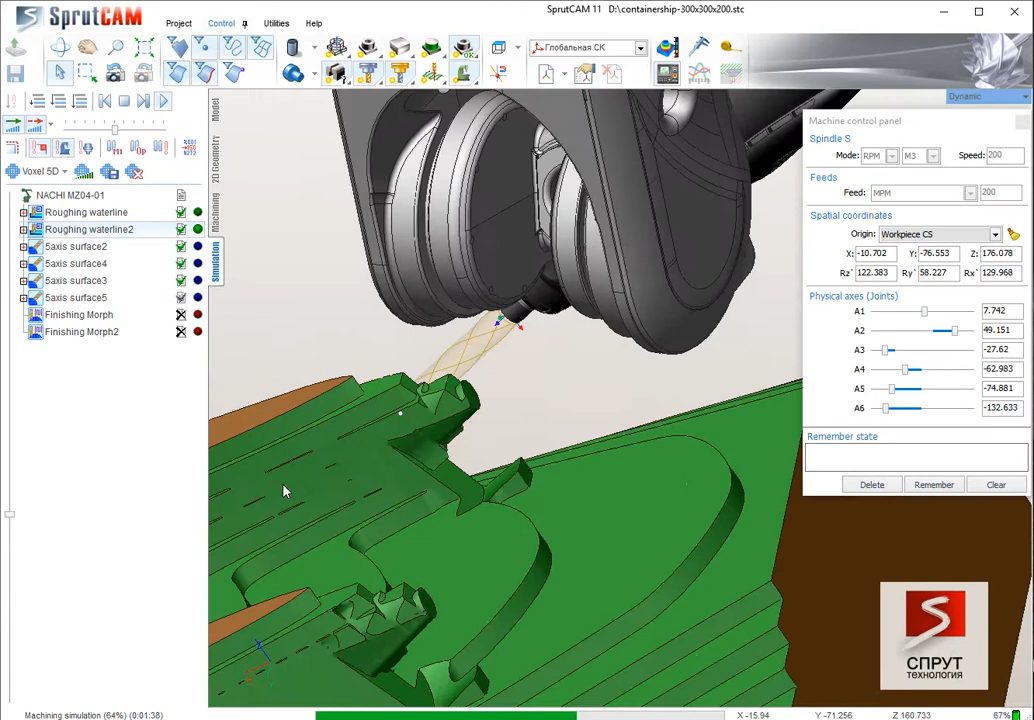 SprutCAM
SprutCAM 11 D:\containership-300x300x200.stc
Project Control Utilities Help
Глобальная СК
Dynamic
Voxel 5D
NACHI MZ04-01
Roughing waterline
Roughing waterline2
5axis surface2
5axis surface4
5axis surface3
5axis surface5
Finishing Morph
Finishing Morph2
Model
2D Geometry
Machining
Simulation
Machine control panel
Spindle S
Mode: RPM M3 Speed: 200
Feeds
Feed: MPM 200
Spatial coordinates
Origin: Workpiece CS
X: -10.702 Y: -76.553 Z: 176.078
Rz` 122.383 Ry` 58.227 Rx` 129.968
Physical axes (Joints)
A1 7.742
A2 49.151
A3 -27.62
A4 -62.983
A5 -74.881
A6 -132.633
Remember state
Delete Remember Clear
СПРУТ
технология
Machining simulation (64%) (0:01:38) X -15.94 Y -71.256 Z 160.733 67%